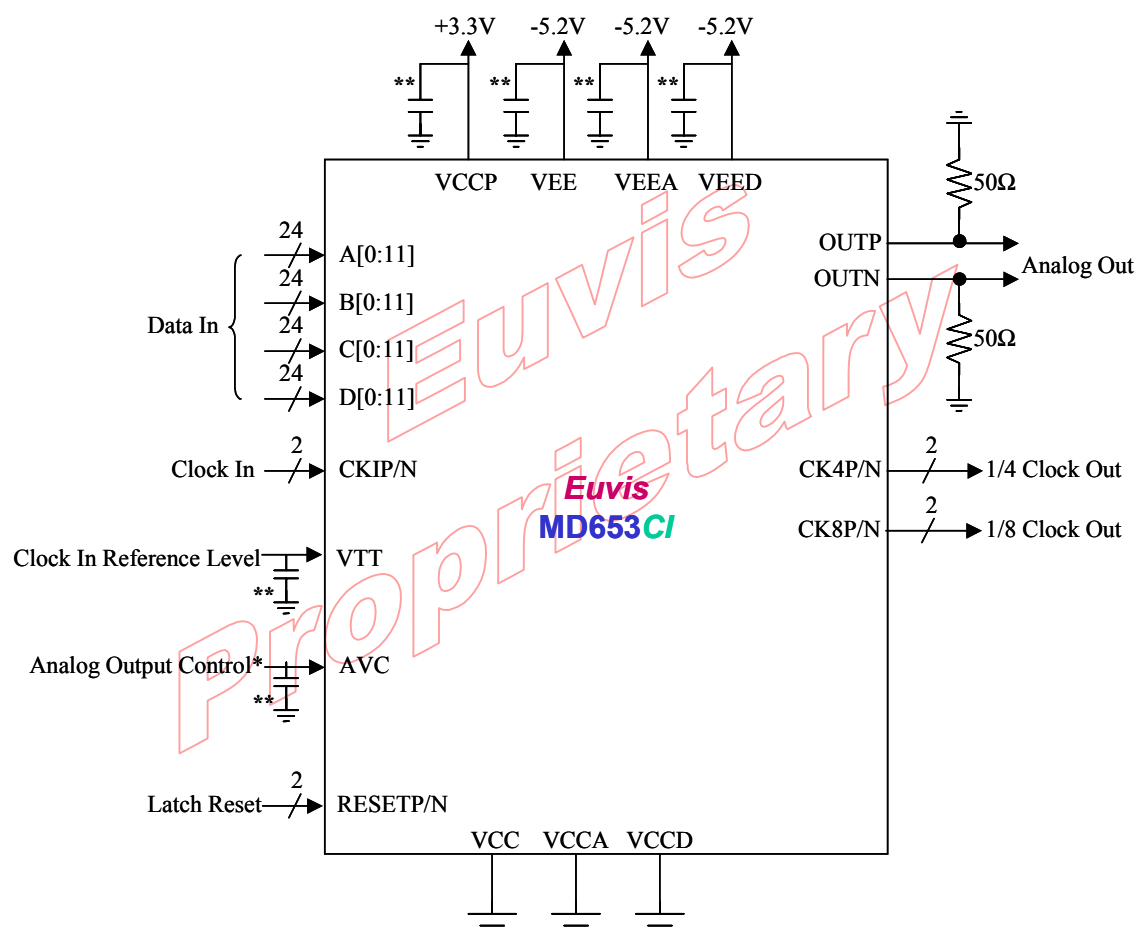 +3.3V -5.2V -5.2V -5.2V
** ** ** **
VCCP VEE VEEA VEED
50Ω
24 A[0:11]
24 B[0:11]
24 C[0:11]
24 D[0:11]
Data In
OUTP
OUTN
Analog Out
50Ω
Clock In 2 CKIP/N
CK4P/N 2 1/4 Clock Out
CK8P/N 2 1/8 Clock Out
Euvis
MD653CI
Clock In Reference Level VTT
**
Analog Output Control* AVC
**
Latch Reset 2 RESETP/N
VCC VCCA VCCD
Euvis
Proprietary